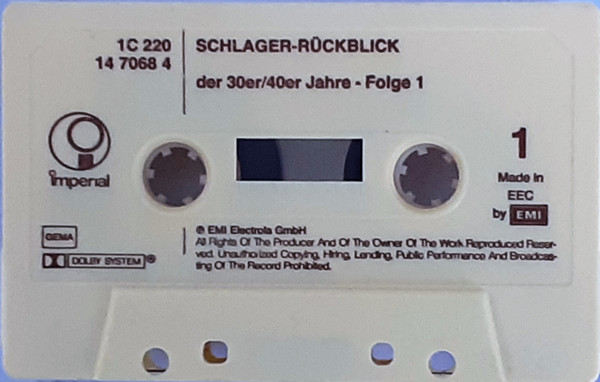 1C 220
14 7068 4
SCHLAGER-RÜCKBLICK
der 30er/40er Jahre - Folge 1
imperial
1
Made in
EEC
by EMI
GEMA
DOLBY SYSTEM®
℗ EMI Electrola GmbH
All Rights Of The Producer And Of The Owner Of The Work Reproduced Reser-
ved. Unauthorized Copying, Hiring, Lending, Public Performance And Broadcas-
ting Of The Record Prohibited.